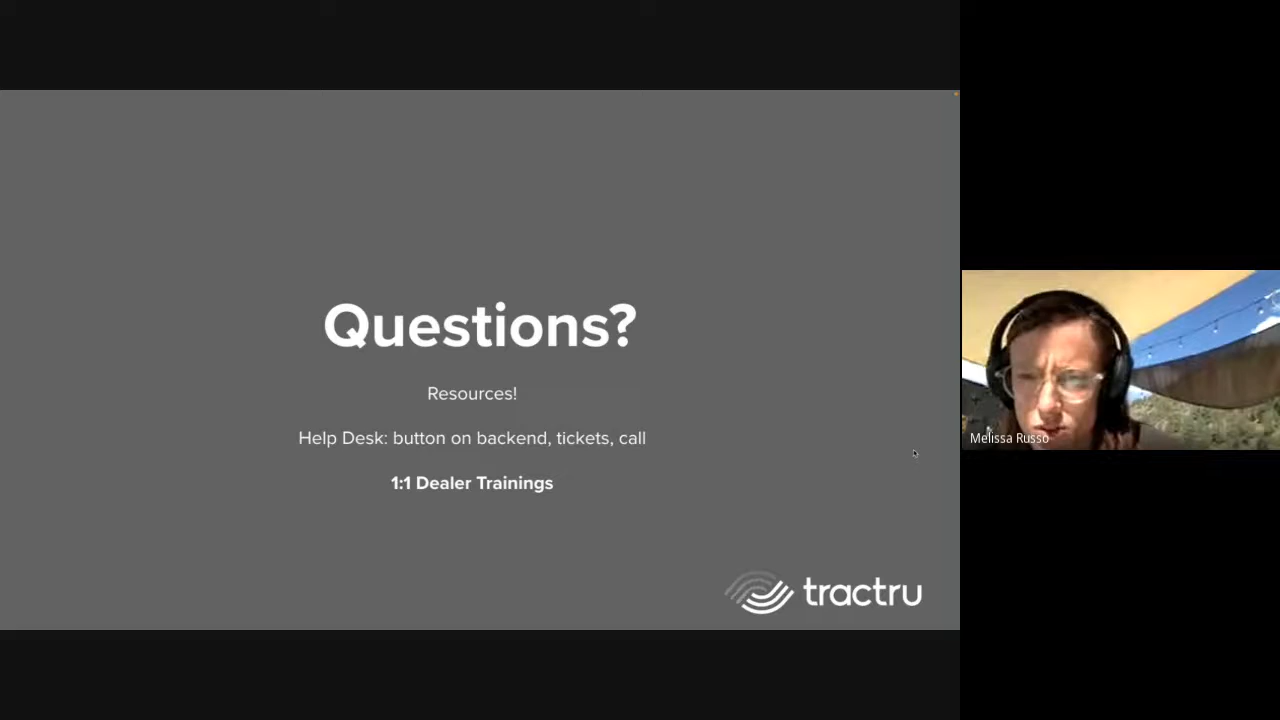 Questions?
Resources!
Help Desk: button on backend, tickets, call
1:1 Dealer Trainings
tractru
Melissa Russo